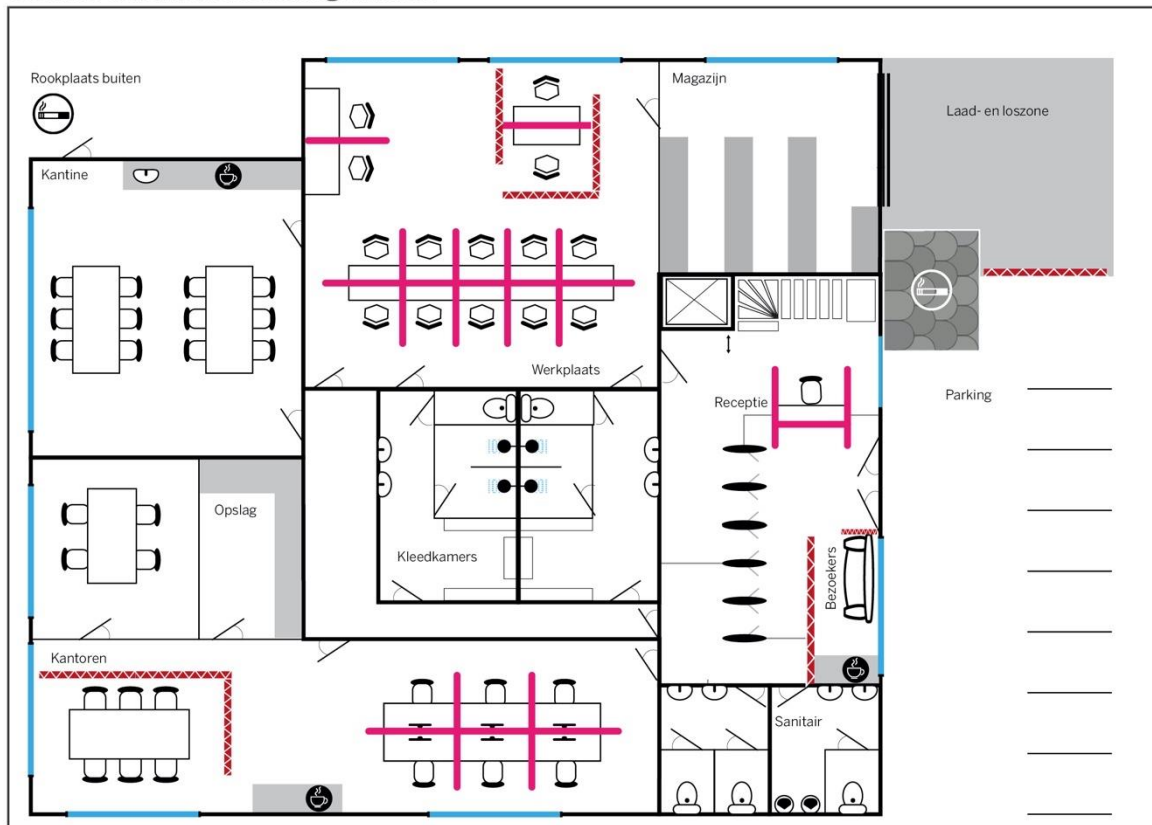 Rookplaats buiten
Magazijn
Laad- en loszone
Kantine
Werkplaats
Receptie
Parking
Opslag
Kleedkamers
Bezoekers
Kantoren
Sanitair